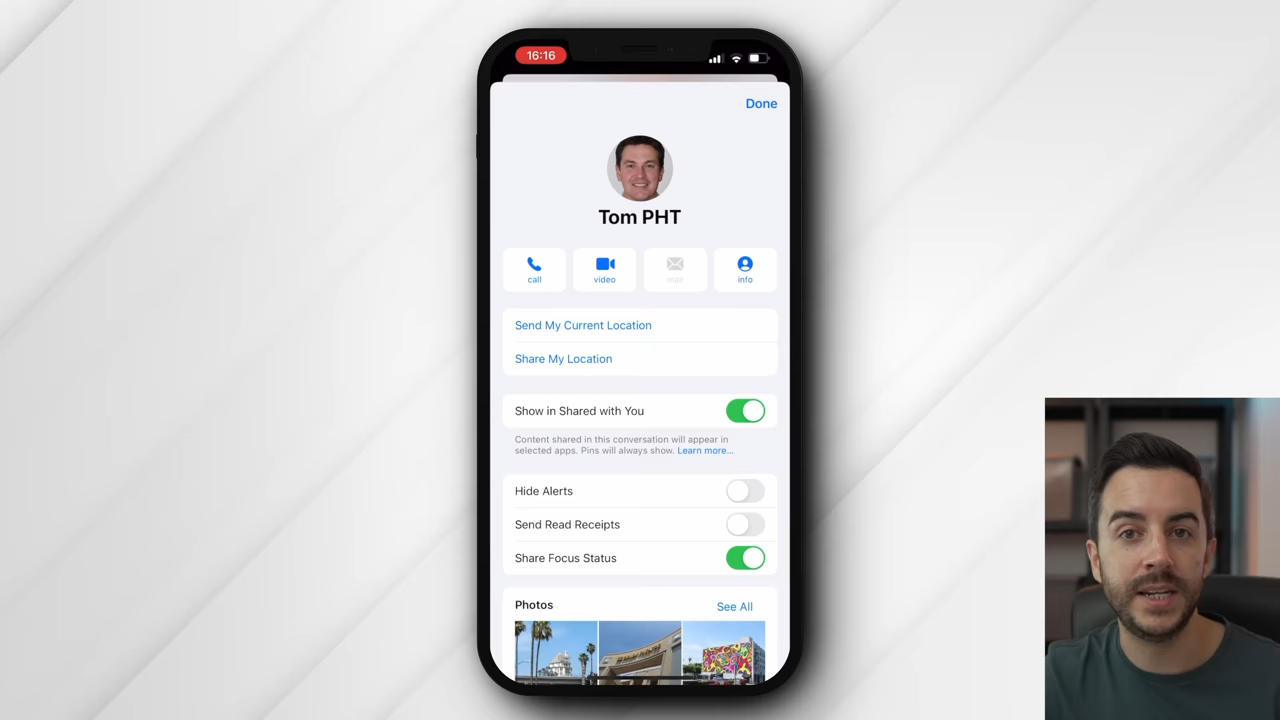 16:16
Done
Tom PHT
call
video
mail
info
Send My Current Location
Share My Location
Show in Shared with You
Content shared in this conversation will appear in
selected apps. Pins will always show. Learn more...
Hide Alerts
Send Read Receipts
Share Focus Status
Photos
See All